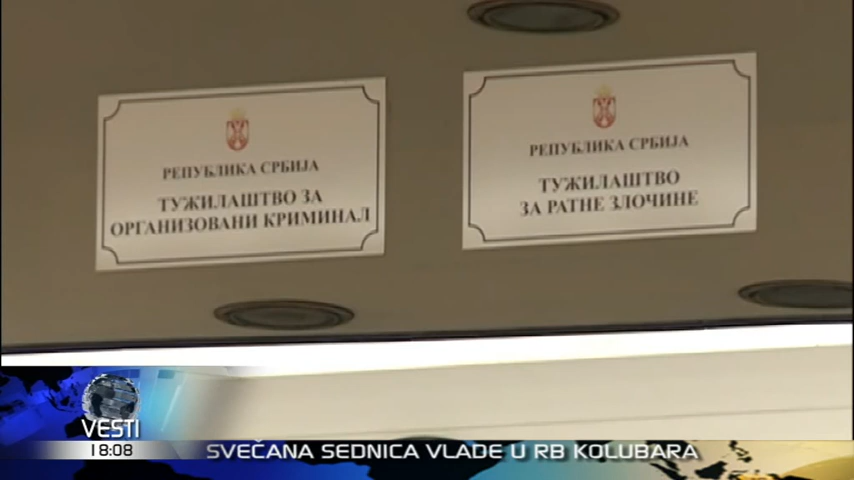 РЕПУБЛИКА СРБИЈА
ТУЖИЛАШТВО ЗА
ОРГАНИЗОВАНИ КРИМИНАЛ
РЕПУБЛИКА СРБИЈА
ТУЖИЛАШТВО
ЗА РАТНЕ ЗЛОЧИНЕ
VESTI
18:08
SVEČANA SEDNICA VLADE U RB KOLUBARA